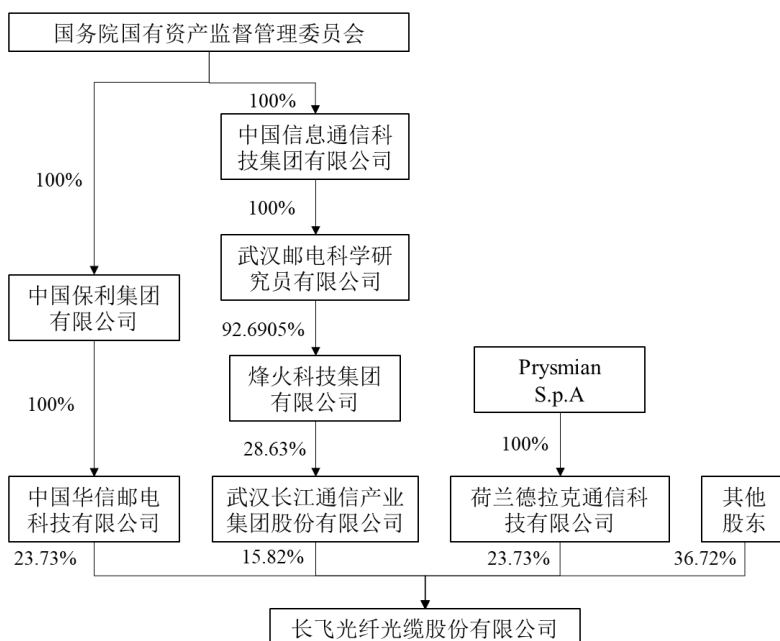 国务院国有资产监督管理委员会
100%
中国信息通信科
技集团有限公司
100%
100%
武汉邮电科学研
究员有限公司
中国保利集团
有限公司
92.6905%
烽火科技集团
有限公司
Prysmian
S.p.A
100%
28.63%
100%
中国华信邮电
科技有限公司
武汉长江通信产业
集团股份有限公司
荷兰德拉克通信科
技有限公司
其他
股东
23.73%
15.82%
23.73%
36.72%
长飞光纤光缆股份有限公司